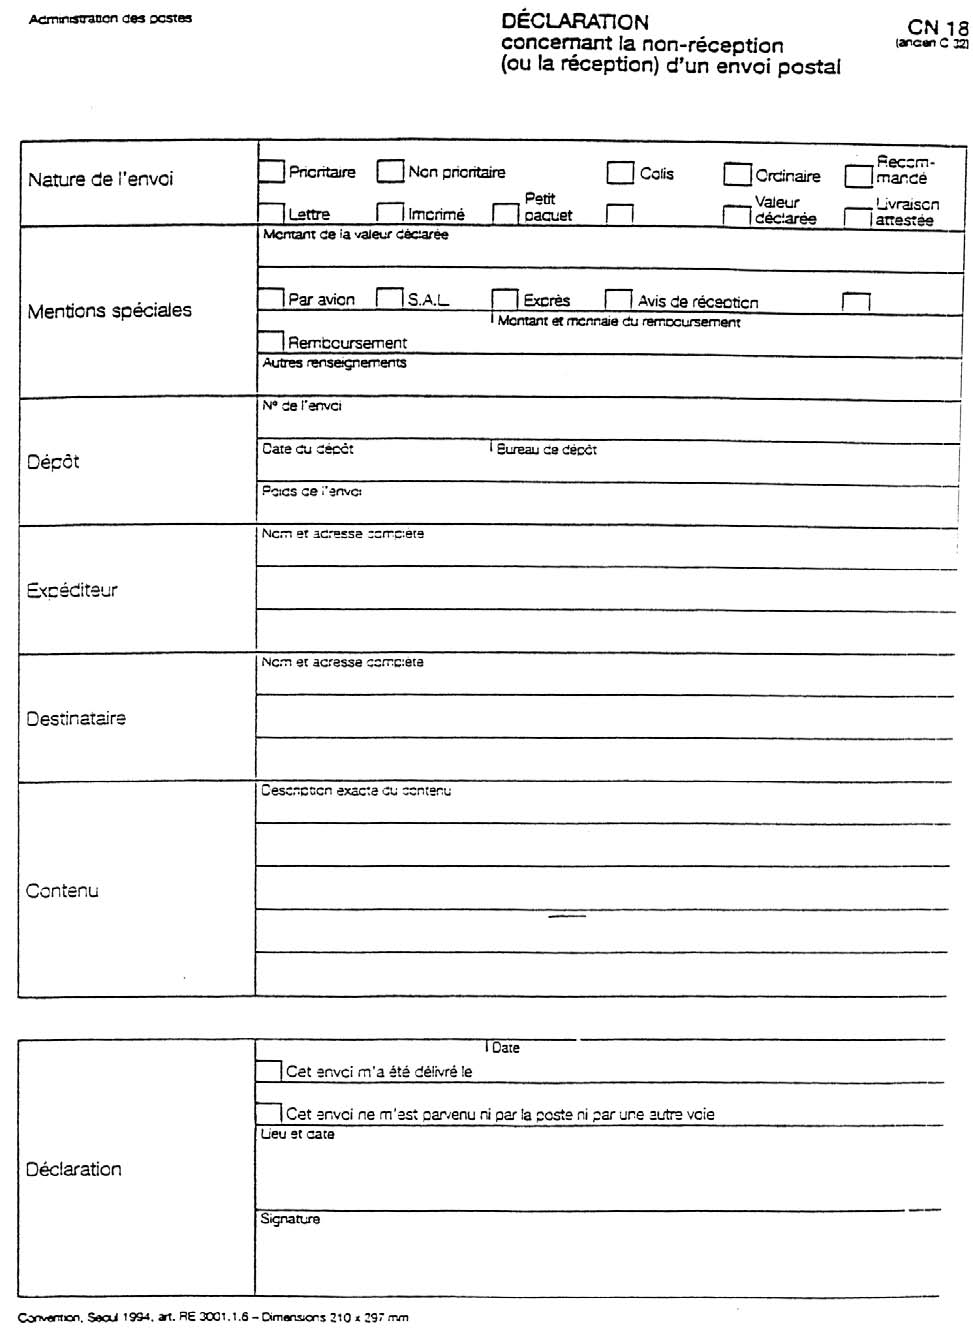 Administration des postes
DÉCLARATION
concernant la non-réception
(ou la réception) d'un envoi postal
CN 18
(ancien C 32)
Nature de l'envoi
Prioritaire Non prioritaire Colis Ordinaire Recom-
mandé
Lettre Imprimé Petit
paquet
Valeur
déclarée
Livraison
attestée
Mentions spéciales
Montant de la valeur déclarée
Par avion S.A.L. Exprès Avis de réception
Montant et monnaie du remboursement
Remboursement
Autres renseignements
Dépôt
Nº de l'envoi
Date du dépôt Bureau de dépôt
Poids de l'envoi
Expéditeur
Nom et adresse complète
Destinataire
Nom et adresse complète
Contenu
Description exacte du contenu
Déclaration
Date
Cet envoi m'a été délivré le
Cet envoi ne m'est parvenu ni par la poste ni par une autre voie
Lieu et date
Signature
Convention, Séoul 1994, art. RE 3001.1.6 – Dimensions 210 x 297 mm